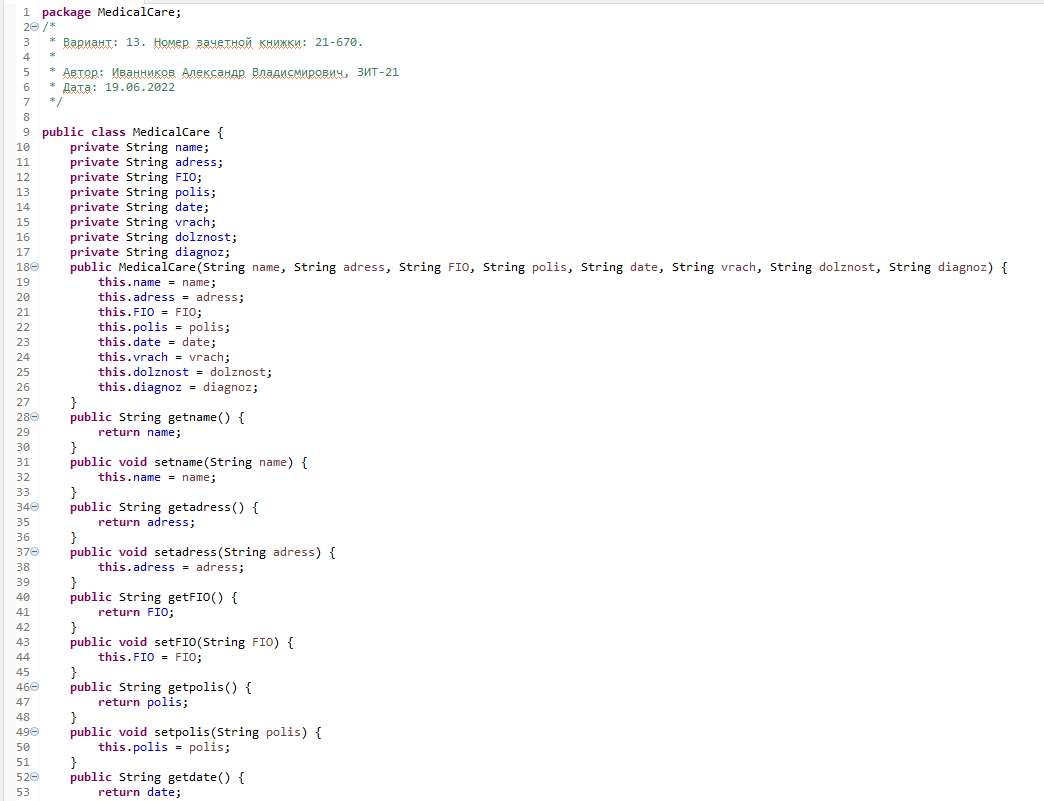 1 package MedicalCare;
2 /*
3 * Вариант: 13. Номер зачетной книжки: 21-670.
4 *
5 * Автор: Иванников Александр Владисмирович, ЗИТ-21
6 * Дата: 19.06.2022
7 */
8
9 public class MedicalCare {
10 private String name;
11 private String adress;
12 private String FIO;
13 private String polis;
14 private String date;
15 private String vrach;
16 private String dolznost;
17 private String diagnoz;
18 public MedicalCare(String name, String adress, String FIO, String polis, String date, String vrach, String dolznost, String diagnoz) {
19 this.name = name;
20 this.adress = adress;
21 this.FIO = FIO;
22 this.polis = polis;
23 this.date = date;
24 this.vrach = vrach;
25 this.dolznost = dolznost;
26 this.diagnoz = diagnoz;
27 }
28 public String getname() {
29 return name;
30 }
31 public void setname(String name) {
32 this.name = name;
33 }
34 public String getadress() {
35 return adress;
36 }
37 public void setadress(String adress) {
38 this.adress = adress;
39 }
40 public String getFIO() {
41 return FIO;
42 }
43 public void setFIO(String FIO) {
44 this.FIO = FIO;
45 }
46 public String getpolis() {
47 return polis;
48 }
49 public void setpolis(String polis) {
50 this.polis = polis;
51 }
52 public String getdate() {
53 return date;